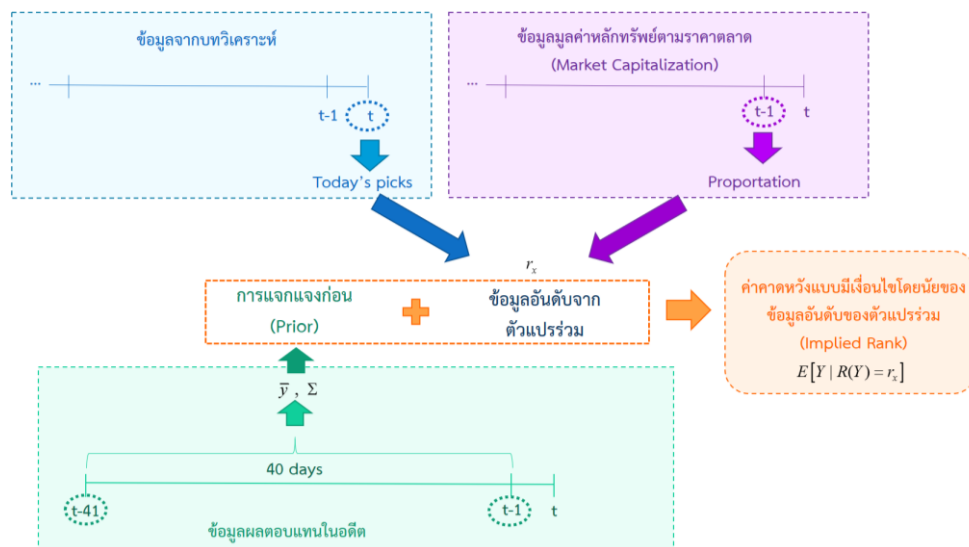 ข้อมูลจากบทวิเคราะห์
...
t-1
t
Today's picks
ข้อมูลมูลค่าหลักทรัพย์ตามราคาตลาด
(Market Capitalization)
...
t-1
t
Proportation
r_x
การแจกแจงก่อน
(Prior)
ข้อมูลอันดับจาก
ตัวแปรร่วม
ค่าคาดหวังแบบมีเงื่อนไขโดยนัยของ
ข้อมูลอันดับของตัวแปรร่วม
(Implied Rank)
E[Y | R(Y) = r_x]
y̅ , Σ
40 days
t-41
t-1
t
ข้อมูลผลตอบแทนในอดีต